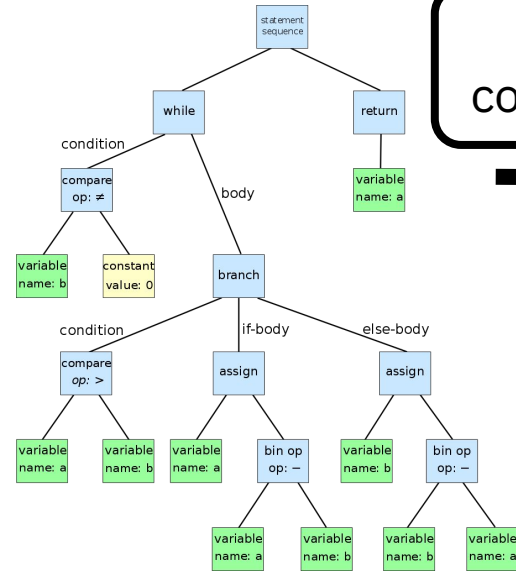 statement
sequence
co
while
return
condition
compare
op: ≠
body
variable
name: a
variable
name: b
constant
value: 0
branch
condition
if-body
else-body
compare
op: >
assign
assign
variable
name: a
variable
name: b
variable
name: a
bin op
op: −
variable
name: b
bin op
op: −
variable
name: a
variable
name: b
variable
name: b
variable
name: a